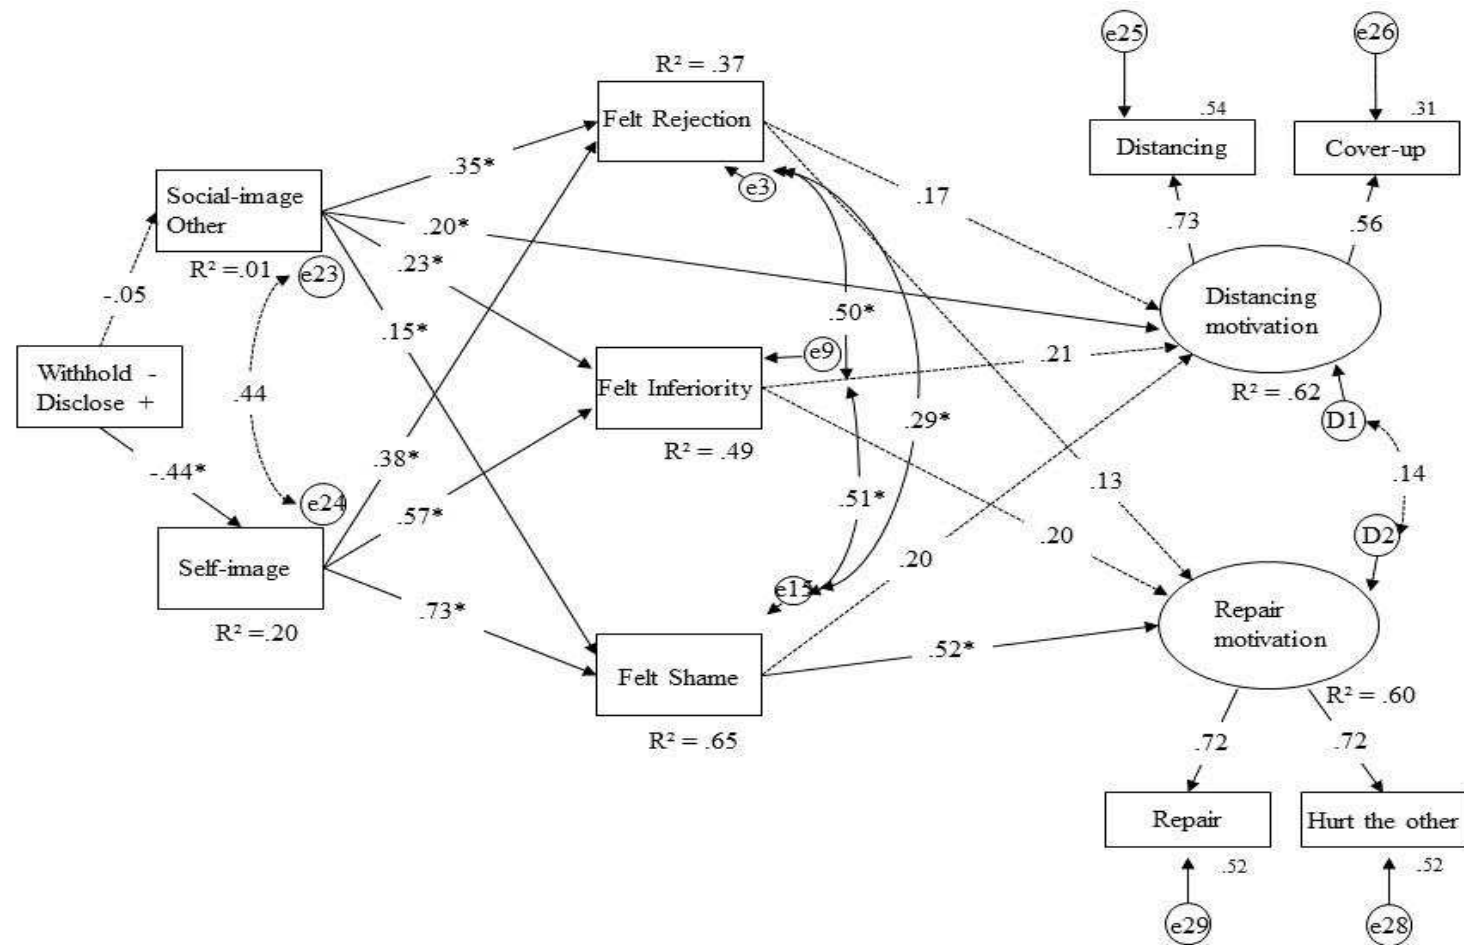 e25
e26
R² = .37
.54
.31
Felt Rejection
Distancing
Cover-up
.35*
e3
.17
Social-image
Other
.20*
.73
.56
R² =.01
e23
.23*
-.05
Distancing
motivation
.50*
.15*
Withhold -
Disclose +
e9
.21
.44
Felt Inferiority
R² = .62
D1
.29*
R² = .49
.38*
-.44*
.13
.14
e24
.57*
.51*
.20
D2
Self-image
.20
e15
.73*
Repair
motivation
R² =.20
.52*
Felt Shame
R² = .60
R² = .65
.72
.72
Repair
Hurt the other
.52
.52
e29
e28